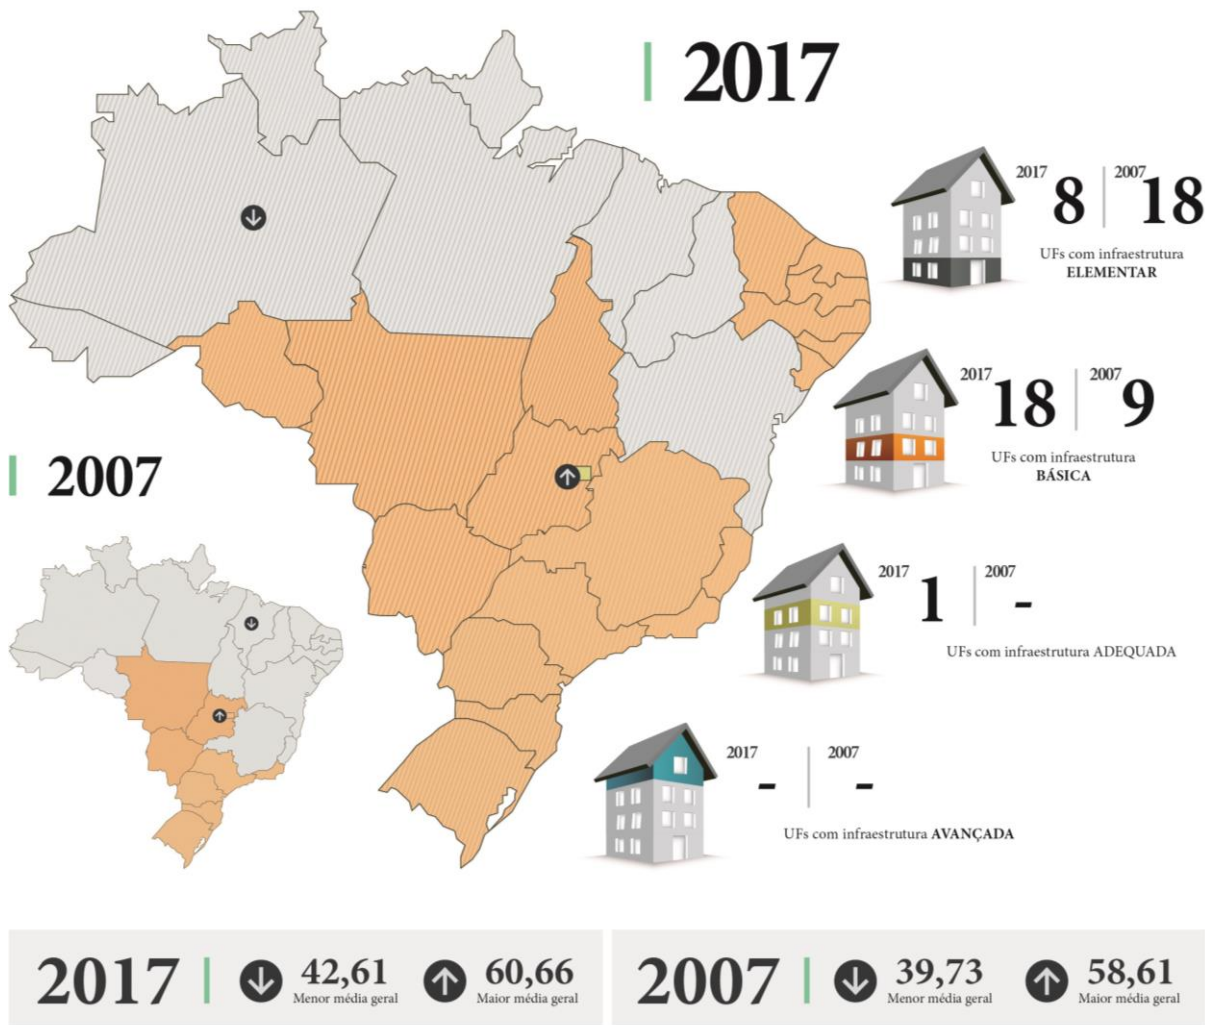 2017
2017 8 2007 18
UFs com infraestrutura
ELEMENTAR
2017 18 2007 9
UFs com infraestrutura
BÁSICA
2007
2017 1 2007 -
UFs com infraestrutura ADEQUADA
2017 - 2007 -
UFs com infraestrutura AVANÇADA
2017 42,61 60,66
Menor média geral Maior média geral
2007 39,73 58,61
Menor média geral Maior média geral